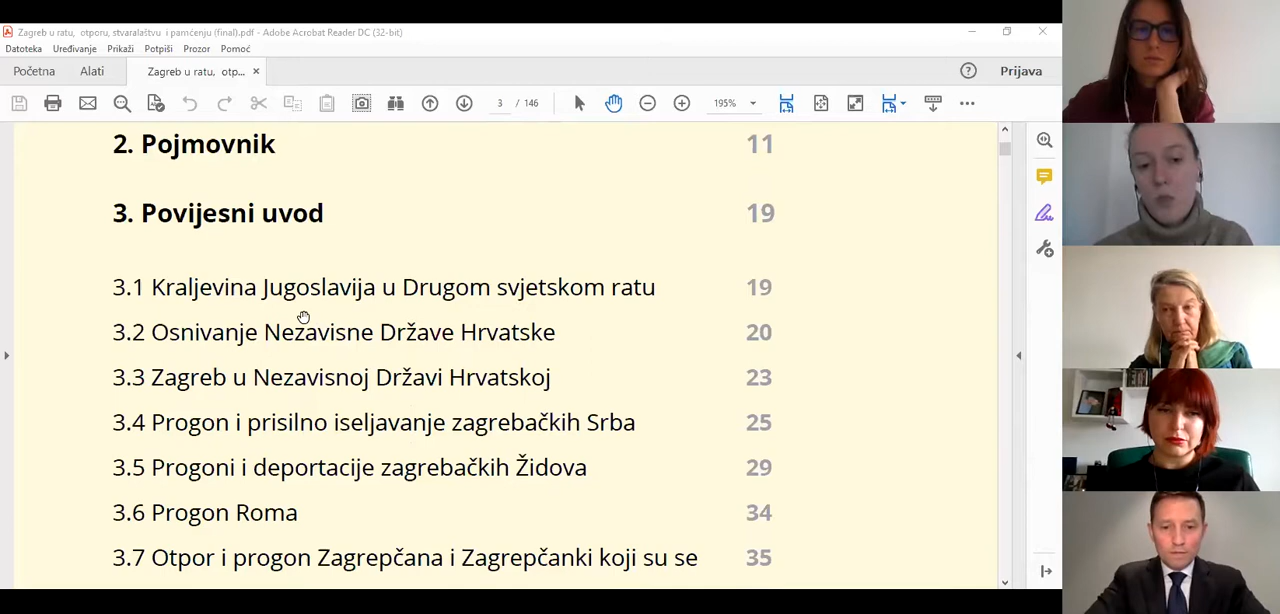 Zagreb u ratu, otporu, stvaralaštvu i pamćenju (final).pdf - Adobe Acrobat Reader DC (32-bit)
Datoteka Uređivanje Prikaži Potpiši Prozor Pomoć
Početna Alati Zagreb u ratu, otp... Prijava
3 / 146 195%
2. Pojmovnik 11
3. Povijesni uvod 19
3.1 Kraljevina Jugoslavija u Drugom svjetskom ratu 19
3.2 Osnivanje Nezavisne Države Hrvatske 20
3.3 Zagreb u Nezavisnoj Državi Hrvatskoj 23
3.4 Progon i prisilno iseljavanje zagrebačkih Srba 25
3.5 Progoni i deportacije zagrebačkih Židova 29
3.6 Progon Roma 34
3.7 Otpor i progon Zagrepčana i Zagrepčanki koji su se 35